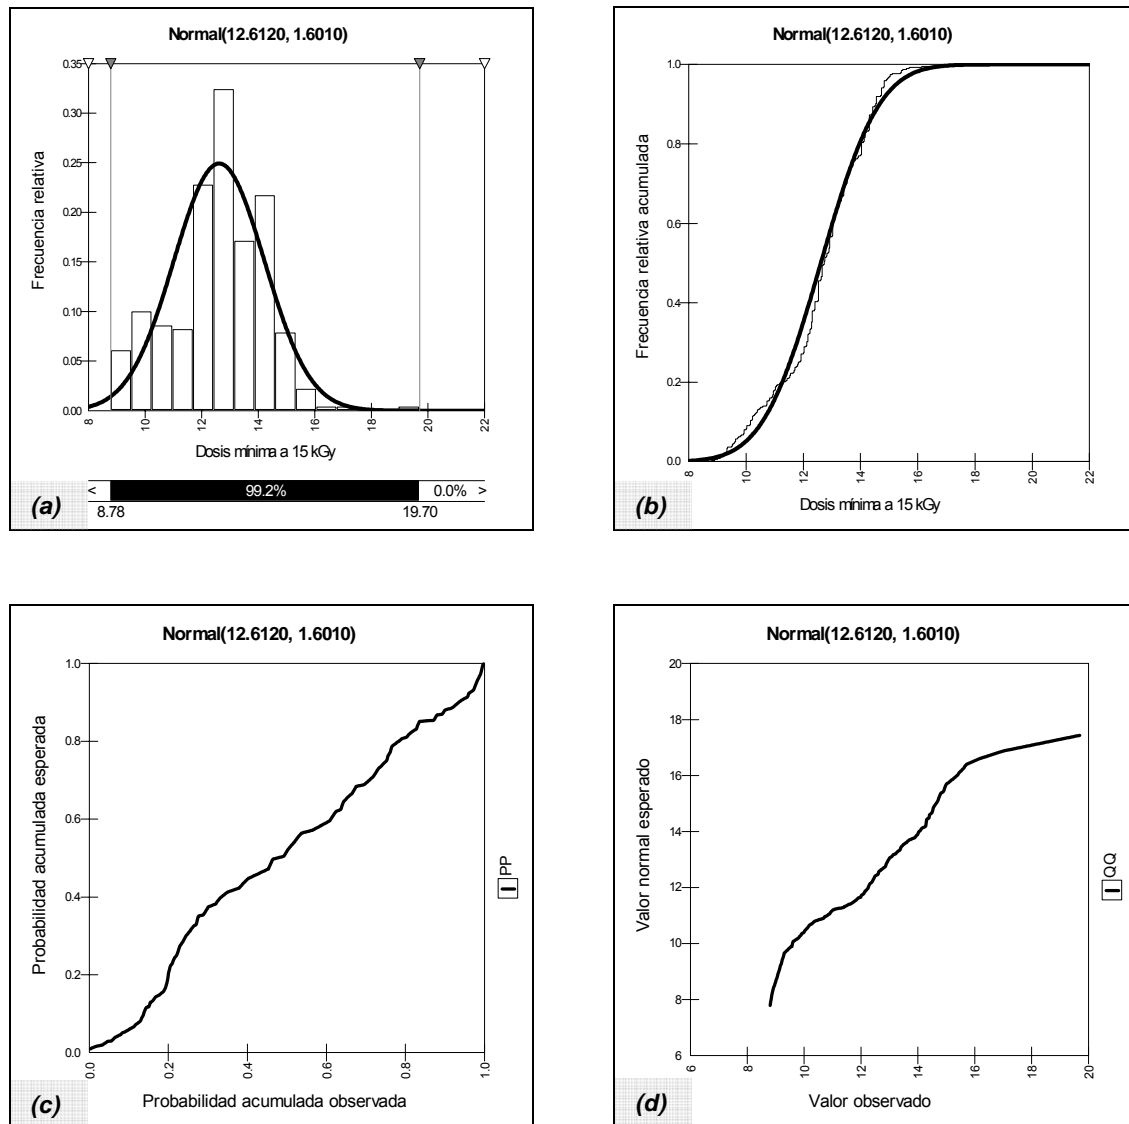 Normal(12.6120, 1.6010)
Frecuencia relativa
0.35
0.30
0.25
0.20
0.15
0.10
0.05
0.00
8 10 12 14 16 18 20 22
Dosis mínima a 15 kGy
< 99.2% 0.0% >
8.78 19.70
(a)
Normal(12.6120, 1.6010)
Frecuencia relativa acumulada
1.0
0.8
0.6
0.4
0.2
0.0
8 10 12 14 16 18 20 22
Dosis mínima a 15 kGy
(b)
Normal(12.6120, 1.6010)
Probabilidad acumulada esperada
1.0
0.8
0.6
0.4
0.2
0.0
0.0 0.2 0.4 0.6 0.8 1.0
Probabilidad acumulada observada
PP
(c)
Normal(12.6120, 1.6010)
Valor normal esperado
20
18
16
14
12
10
8
6
6 8 10 12 14 16 18 20
Valor observado
QQ
(d)